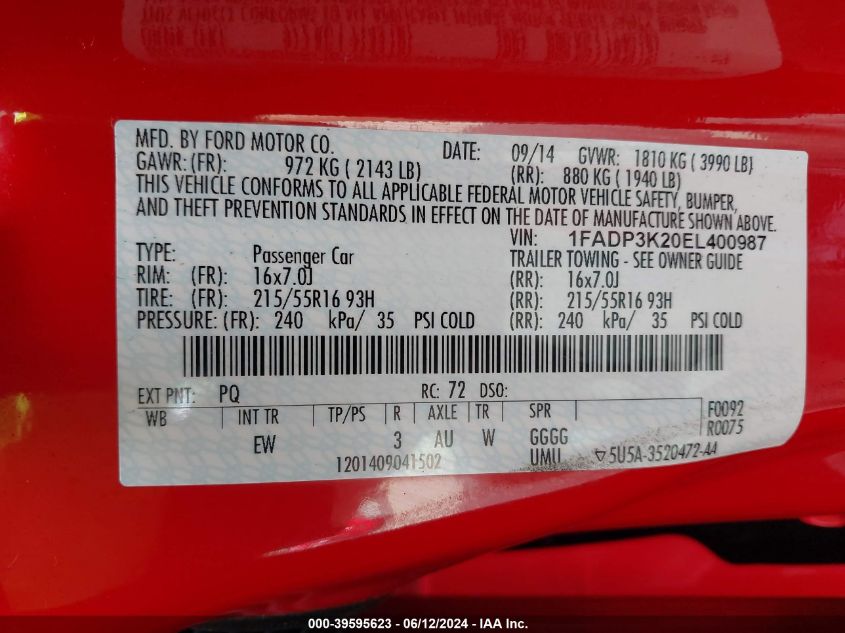 MFD. BY FORD MOTOR CO. DATE: 09/14 GVWR: 1810 KG ( 3990 LB)
GAWR: (FR): 972 KG ( 2143 LB) (RR): 880 KG ( 1940 LB)
THIS VEHICLE CONFORMS TO ALL APPLICABLE FEDERAL MOTOR VEHICLE SAFETY, BUMPER,
AND THEFT PREVENTION STANDARDS IN EFFECT ON THE DATE OF MANUFACTURE SHOWN ABOVE.
VIN: 1FADP3K20EL400987
TYPE: Passenger Car TRAILER TOWING - SEE OWNER GUIDE
RIM: (FR): 16x7.0J (RR): 16x7.0J
TIRE: (FR): 215/55R16 93H (RR): 215/55R16 93H
PRESSURE: (FR): 240 kPa/ 35 PSI COLD (RR): 240 kPa/ 35 PSI COLD
EXT PNT: PQ RC: 72 DSO:
WB INT TR TP/PS R AXLE TR SPR F0092
EW 3 AU W GGGG R0075
1201409041502 UMU 5U5A-3520472-AA
000-39595623 - 06/12/2024 - IAA Inc.